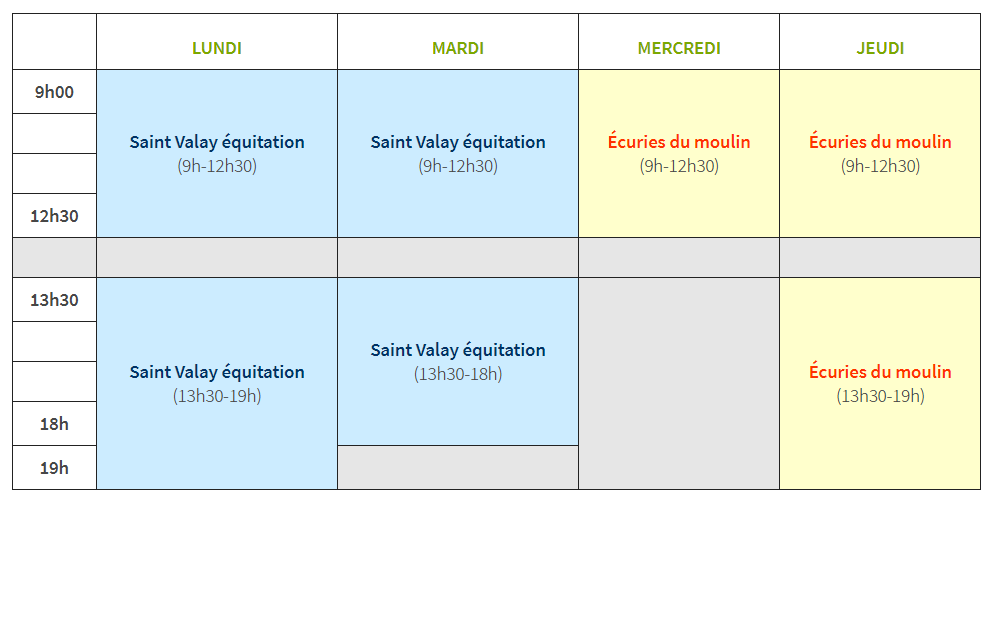 LUNDI MARDI MERCREDI JEUDI
9h00
Saint Valay équitation Saint Valay équitation Écuries du moulin Écuries du moulin
(9h-12h30) (9h-12h30) (9h-12h30) (9h-12h30)
12h30
13h30
Saint Valay équitation
(13h30-18h)
Saint Valay équitation Écuries du moulin
(13h30-19h) (13h30-19h)
18h
19h